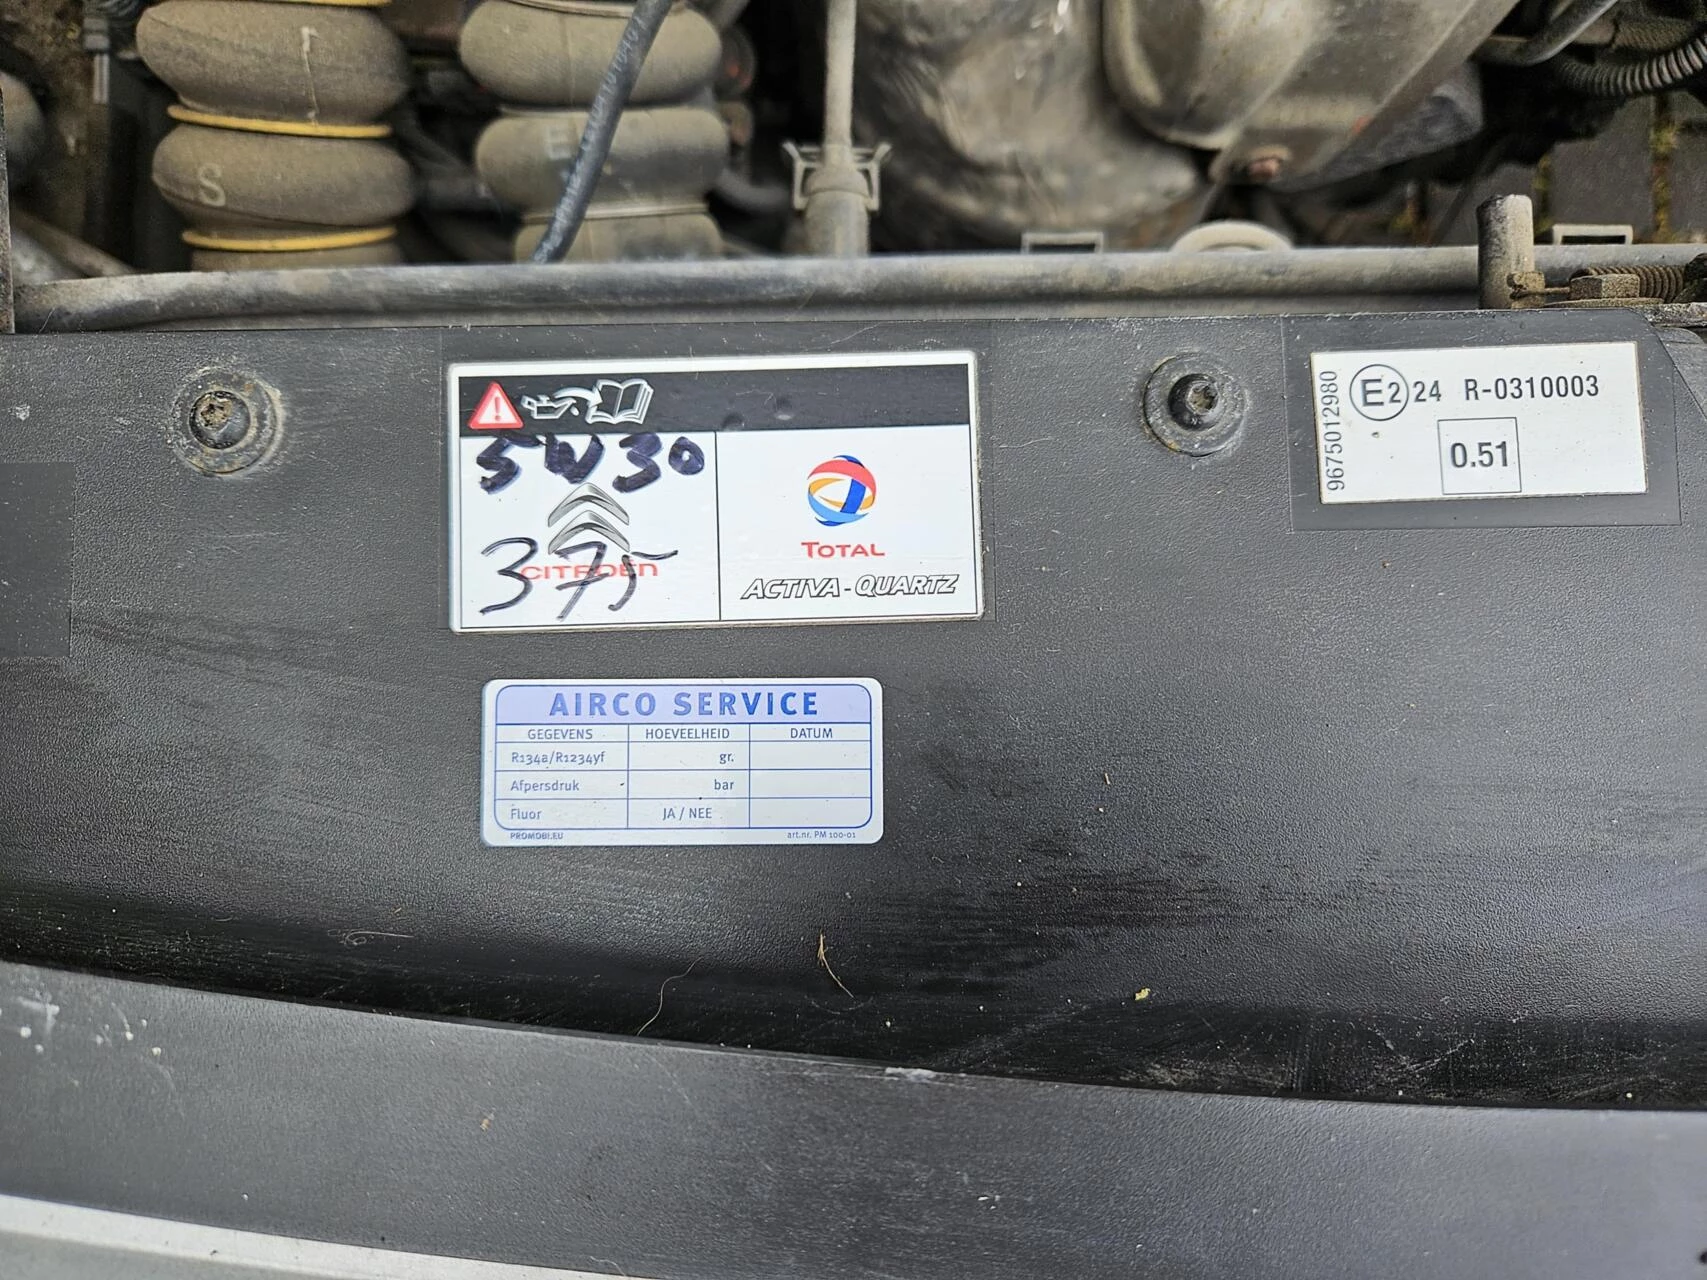 S
5W30
375
CITROËN
TOTAL
ACTIVA - QUARTZ
9675012980
E2 24 R-0310003
0.51
AIRCO SERVICE
GEGEVENS HOEVEELHEID DATUM
R134a/R1234yf gr.
Afpersdruk bar
Fluor JA / NEE
PROMOBI.EU art.nr. PM 100-01